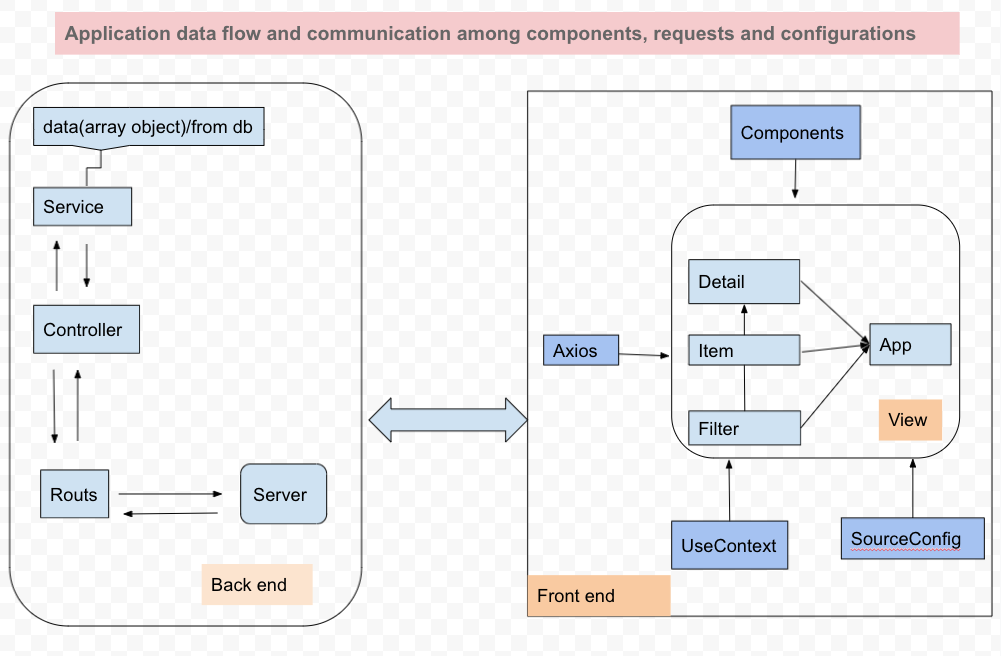 Application data flow and communication among components, requests and configurations
data(array object)/from db
Service
Controller
Routs
Server
Back end
Components
Detail
Axios
Item
App
Filter
View
UseContext
SourceConfig
Front end